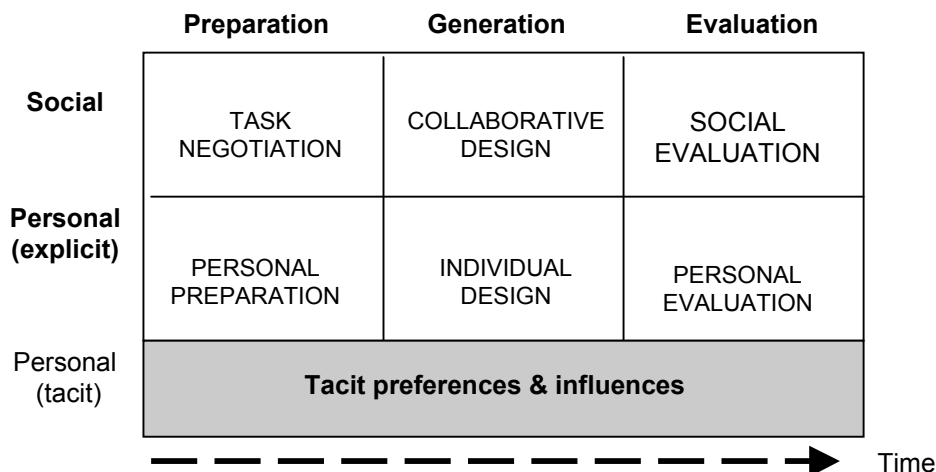 Preparation Generation Evaluation
Social
TASK
NEGOTIATION
COLLABORATIVE
DESIGN
SOCIAL
EVALUATION
Personal
(explicit)
PERSONAL
PREPARATION
INDIVIDUAL
DESIGN
PERSONAL
EVALUATION
Personal
(tacit)
Tacit preferences & influences
Time